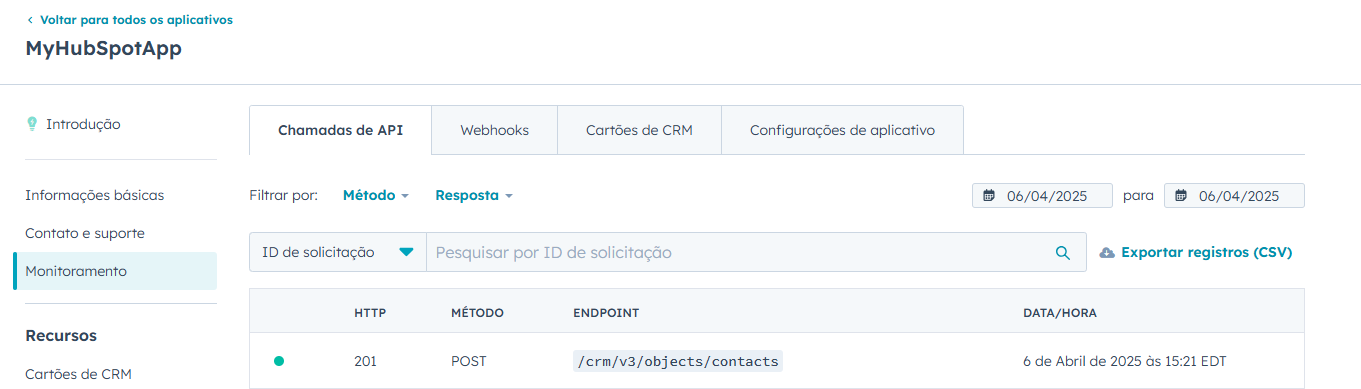 Voltar para todos os aplicativos
MyHubSpotApp
Introdução
Informações básicas
Contato e suporte
Monitoramento
Recursos
Cartões de CRM
Chamadas de API Webhooks Cartões de CRM Configurações de aplicativo
Filtrar por: Método Resposta 06/04/2025 para 06/04/2025
ID de solicitação Pesquisar por ID de solicitação Exportar registros (CSV)
HTTP MÉTODO ENDPOINT DATA/HORA
201 POST /crm/v3/objects/contacts 6 de Abril de 2025 às 15:21 EDT